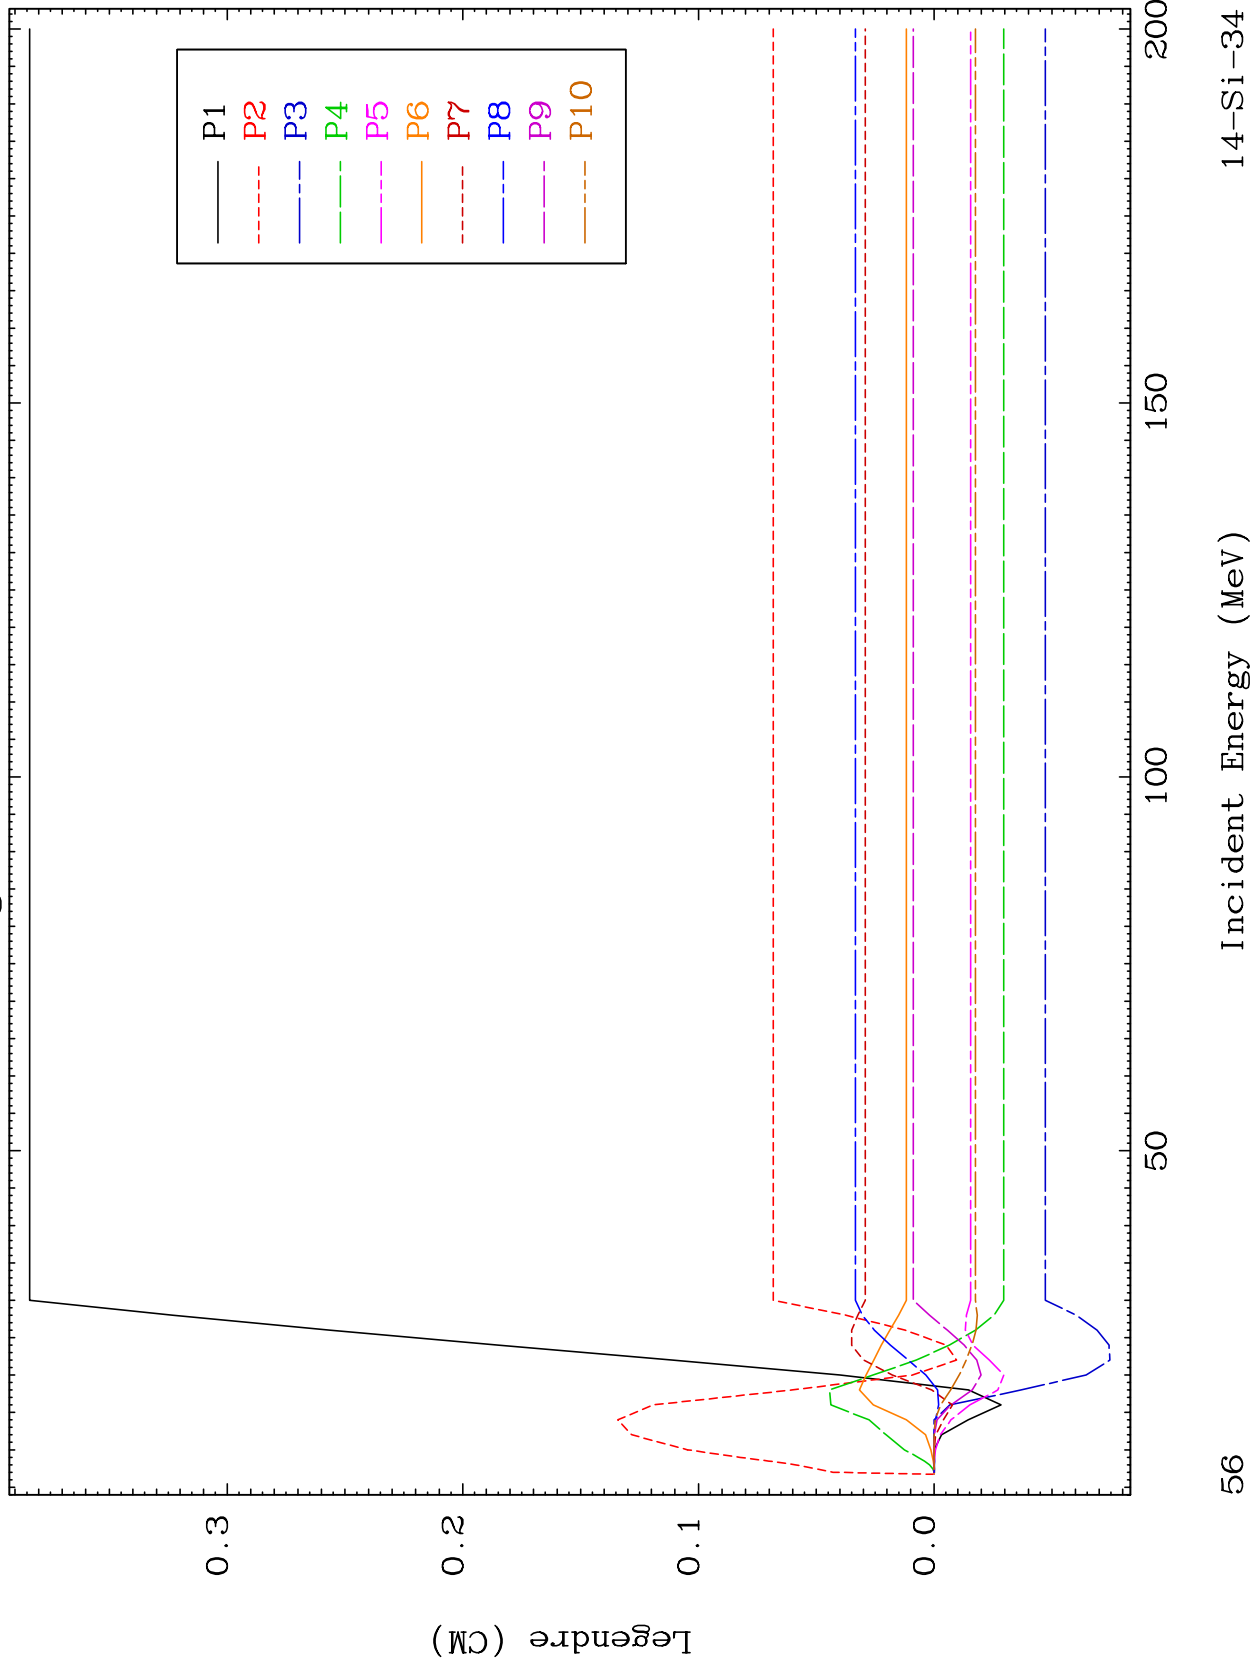 P1
P2
P3
P4
P5
P6
P7
P8
P9
P10
0.3
0.2
0.1
0.0
Legendre (CM)
50
100
150
200
56
Incident Energy (MeV)
14-Si-34